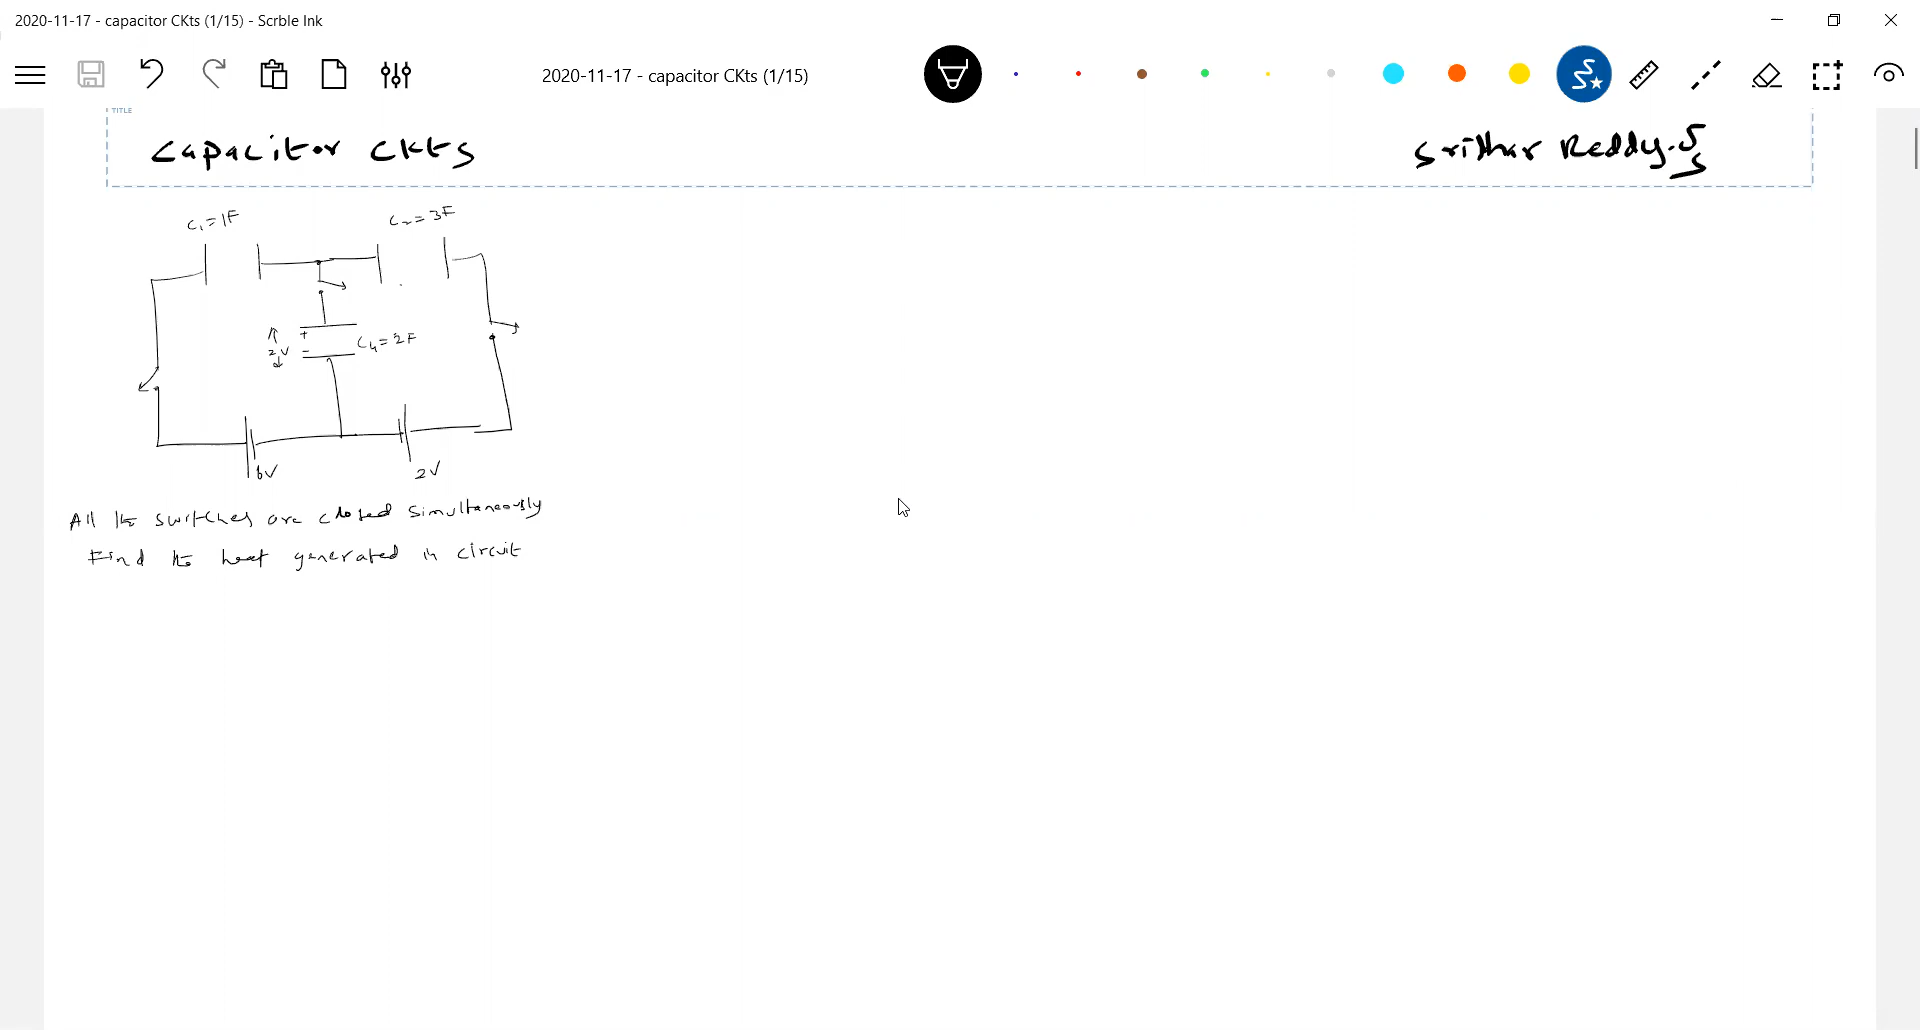 2020-11-17 - capacitor CKts (1/15) - Scrble Ink
2020-11-17 - capacitor CKts (1/15)
TITLE
Capacitor CKts
Srithar Reddy.S
C₁=1F
C₂=3F
+
2V
-
C₄=2F
6V
2V
All the switches are closed simultaneously
Find the heat generated in circuit